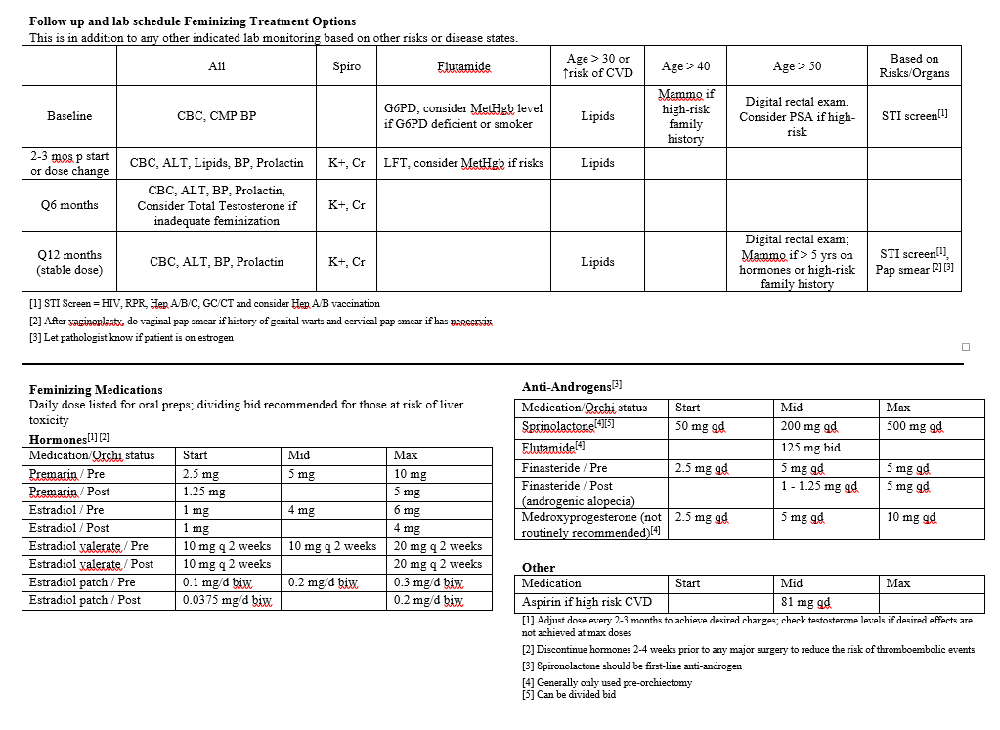 Follow up and lab schedule Feminizing Treatment Options
This is in addition to any other indicated lab monitoring based on other risks or disease states.
All
Spiro
Flutamide
Age > 30 or
↑risk of CVD
Age > 40
Age > 50
Based on
Risks/Organs
Baseline
CBC, CMP BP
G6PD, consider MetHgb level
if G6PD deficient or smoker
Lipids
Mammo if
high-risk
family
history
Digital rectal exam,
Consider PSA if high-
risk
STI screen[1]
2-3 mos p start
or dose change
CBC, ALT, Lipids, BP, Prolactin
K+, Cr
LFT, consider MetHgb if risks
Lipids
Q6 months
CBC, ALT, BP, Prolactin,
Consider Total Testosterone if
inadequate feminization
K+, Cr
Q12 months
(stable dose)
CBC, ALT, BP, Prolactin
K+, Cr
Lipids
Digital rectal exam;
Mammo if > 5 yrs on
hormones or high-risk
family history
STI screen[1],
Pap smear [2] [3]
[1] STI Screen = HIV, RPR, Hep A/B/C, GC/CT and consider Hep A/B vaccination
[2] After vaginoplasty, do vaginal pap smear if history of genital warts and cervical pap smear if has neocervix
[3] Let pathologist know if patient is on estrogen
Feminizing Medications
Daily dose listed for oral preps; dividing bid recommended for those at risk of liver
toxicity
Hormones[1] [2]
Medication/Orchi status Start Mid Max
Premarin / Pre 2.5 mg 5 mg 10 mg
Premarin / Post 1.25 mg 5 mg
Estradiol / Pre 1 mg 4 mg 6 mg
Estradiol / Post 1 mg 4 mg
Estradiol valerate / Pre 10 mg q 2 weeks 10 mg q 2 weeks 20 mg q 2 weeks
Estradiol valerate / Post 10 mg q 2 weeks 20 mg q 2 weeks
Estradiol patch / Pre 0.1 mg/d biw 0.2 mg/d biw 0.3 mg/d biw
Estradiol patch / Post 0.0375 mg/d biw 0.2 mg/d biw
Anti-Androgens[3]
Medication/Orchi status Start Mid Max
Sprinolactone[4][5] 50 mg qd 200 mg qd 500 mg qd
Flutamide[4] 125 mg bid
Finasteride / Pre 2.5 mg qd 5 mg qd 5 mg qd
Finasteride / Post 1 - 1.25 mg qd 5 mg qd
(androgenic alopecia)
Medroxyprogesterone (not 2.5 mg qd 5 mg qd 10 mg qd
routinely recommended)[4]
Other
Medication Start Mid Max
Aspirin if high risk CVD 81 mg qd
[1] Adjust dose every 2-3 months to achieve desired changes; check testosterone levels if desired effects are
not achieved at max doses
[2] Discontinue hormones 2-4 weeks prior to any major surgery to reduce the risk of thromboembolic events
[3] Spironolactone should be first-line anti-androgen
[4] Generally only used pre-orchiectomy
[5] Can be divided bid